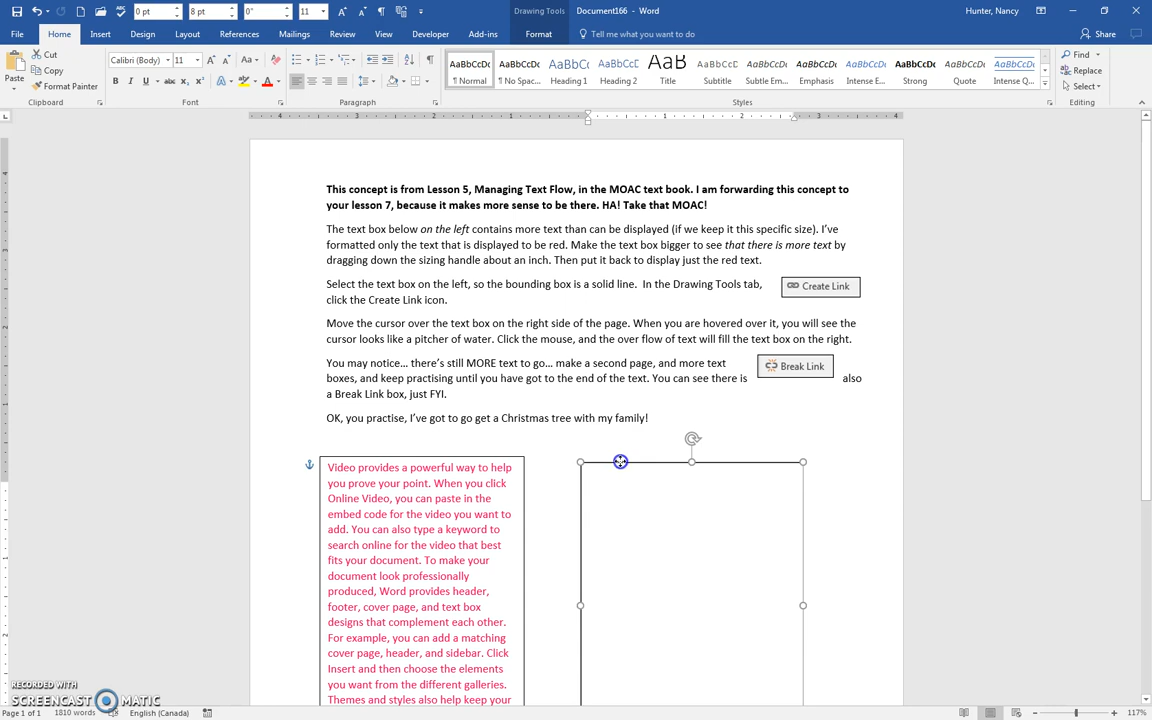 0 pt
8 pt
0°
11
Drawing Tools
Document166 - Word
Hunter, Nancy
File
Home
Insert
Design
Layout
References
Mailings
Review
View
Developer
Add-ins
Format
Tell me what you want to do
Share
Paste
Cut
Copy
Format Painter
Clipboard
Calibri (Body)
11
Font
Paragraph
AaBbCcDc AaBbCcDc AaBbCc AaBbCcC AaB AaBbCcC AaBbCcDc AaBbCcDc AaBbCcDc AaBbCcDc AaBbCcDc AaBbCcDc
¶ Normal
¶ No Spac...
Heading 1
Heading 2
Title
Subtitle
Subtle Em...
Emphasis
Intense E...
Strong
Quote
Intense Q...
Styles
Find
Replace
Select
Editing
This concept is from Lesson 5, Managing Text Flow, in the MOAC text book. I am forwarding this concept to
your lesson 7, because it makes more sense to be there. HA! Take that MOAC!
The text box below on the left contains more text than can be displayed (if we keep it this specific size). I've
formatted only the text that is displayed to be red. Make the text box bigger to see that there is more text by
dragging down the sizing handle about an inch. Then put it back to display just the red text.
Select the text box on the left, so the bounding box is a solid line.  In the Drawing Tools tab,
click the Create Link icon.
Create Link
Move the cursor over the text box on the right side of the page. When you are hovered over it, you will see the
cursor looks like a pitcher of water. Click the mouse, and the over flow of text will fill the text box on the right.
You may notice... there's still MORE text to go... make a second page, and more text
boxes, and keep practising until you have got to the end of the text. You can see there is also
a Break Link box, just FYI.
Break Link
OK, you practise, I've got to go get a Christmas tree with my family!
Video provides a powerful way to help
you prove your point. When you click
Online Video, you can paste in the
embed code for the video you want to
add. You can also type a keyword to
search online for the video that best
fits your document. To make your
document look professionally
produced, Word provides header,
footer, cover page, and text box
designs that complement each other.
For example, you can add a matching
cover page, header, and sidebar. Click
Insert and then choose the elements
you want from the different galleries.
Themes and styles also help keep your
RECORDED WITH
SCREENCAST MATIC
Page 1 of 1
1810 words
English (Canada)
117%